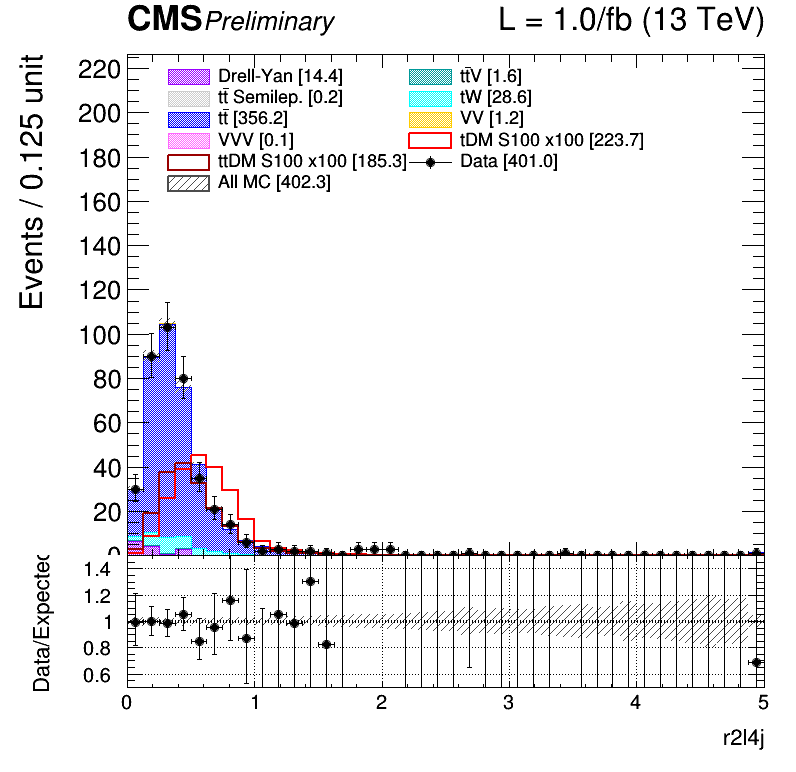 CMS Preliminary L = 1.0/fb (13 TeV)
Events / 0.125 unit
220
200
180
160
140
120
100
80
60
40
20
0
Drell-Yan [14.4] tt̄V [1.6]
tt̄ Semilep. [0.2] tW [28.6]
tt̄ [356.2] VV [1.2]
VVV [0.1] tDM S100 x100 [223.7]
ttDM S100 x100 [185.3] Data [401.0]
All MC [402.3]
Data/Expected
1.4
1.2
1
0.8
0.6
0 1 2 3 4 5
r2l4j